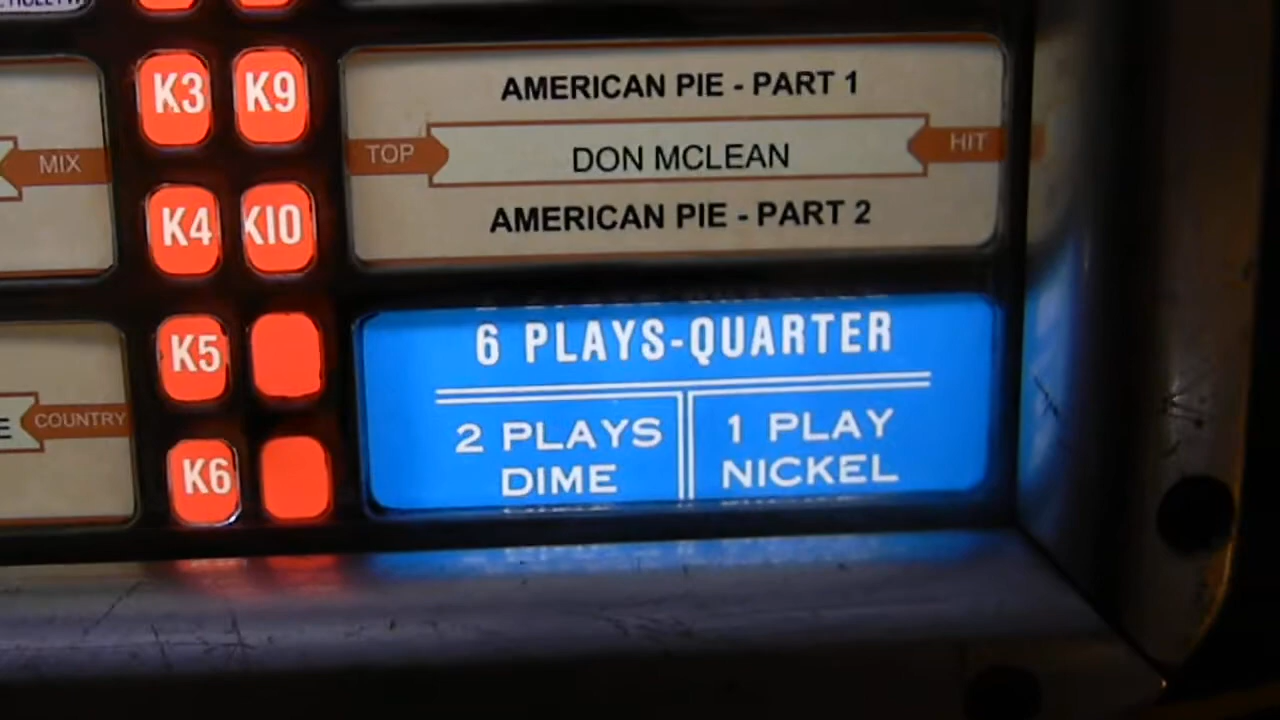 K3 K9
AMERICAN PIE - PART 1
MIX
TOP
DON MCLEAN
HIT
K4 K10
AMERICAN PIE - PART 2
K5
6 PLAYS-QUARTER
COUNTRY
2 PLAYS
DIME
1 PLAY
NICKEL
K6